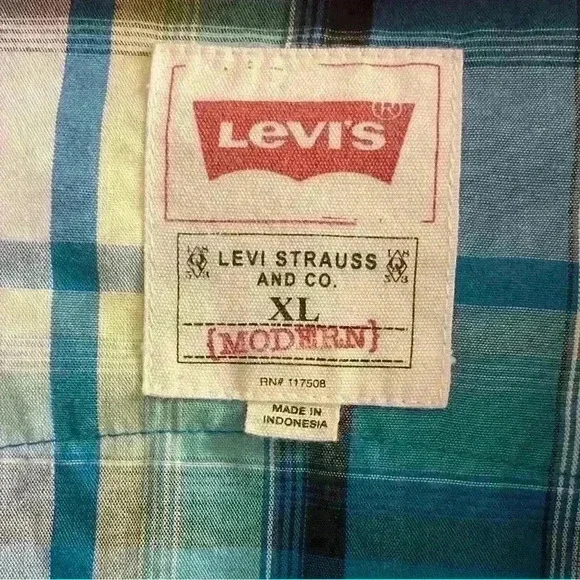 LEVI'S ®
LEVI STRAUSS
AND CO.
XL
{MODERN}
RN# 117508
MADE IN
INDONESIA